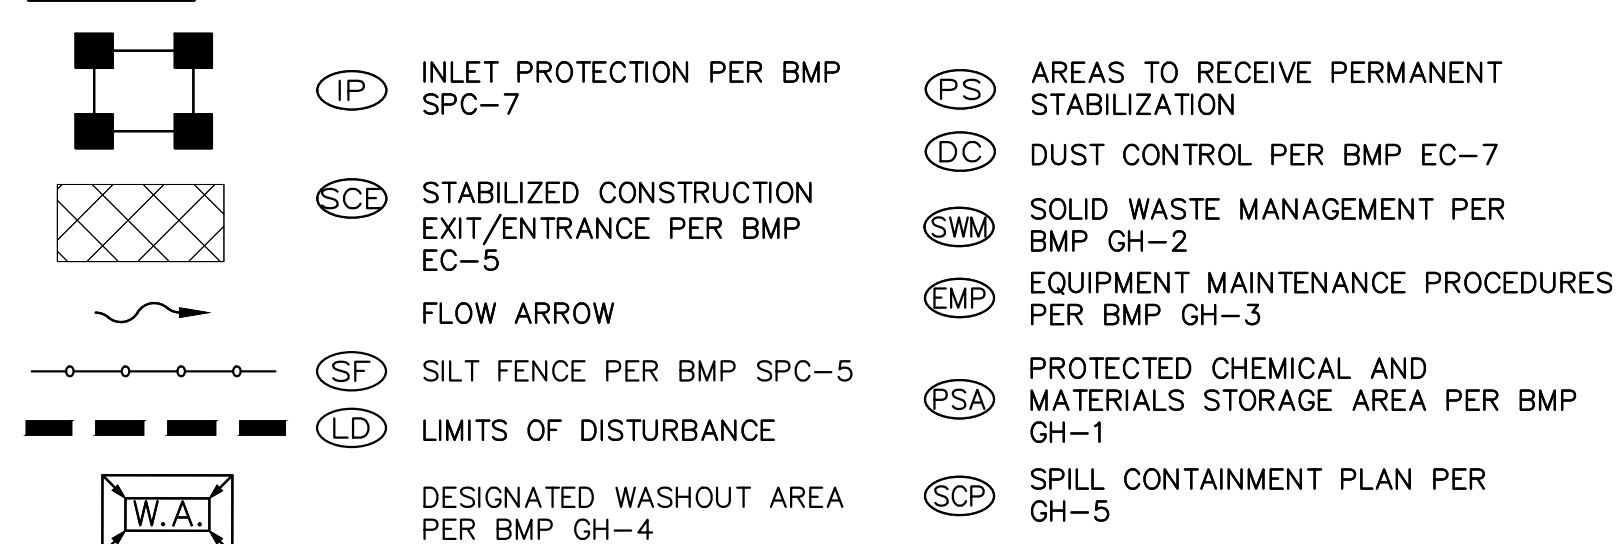 IP INLET PROTECTION PER BMP
SPC-7
SCE STABILIZED CONSTRUCTION
EXIT/ENTRANCE PER BMP
EC-5
FLOW ARROW
SF SILT FENCE PER BMP SPC-5
LD LIMITS OF DISTURBANCE
W.A. DESIGNATED WASHOUT AREA
PER BMP GH-4
PS AREAS TO RECEIVE PERMANENT
STABILIZATION
DC DUST CONTROL PER BMP EC-7
SWM SOLID WASTE MANAGEMENT PER
BMP GH-2
EMP EQUIPMENT MAINTENANCE PROCEDURES
PER BMP GH-3
PSA PROTECTED CHEMICAL AND
MATERIALS STORAGE AREA PER BMP
GH-1
SCP SPILL CONTAINMENT PLAN PER
GH-5